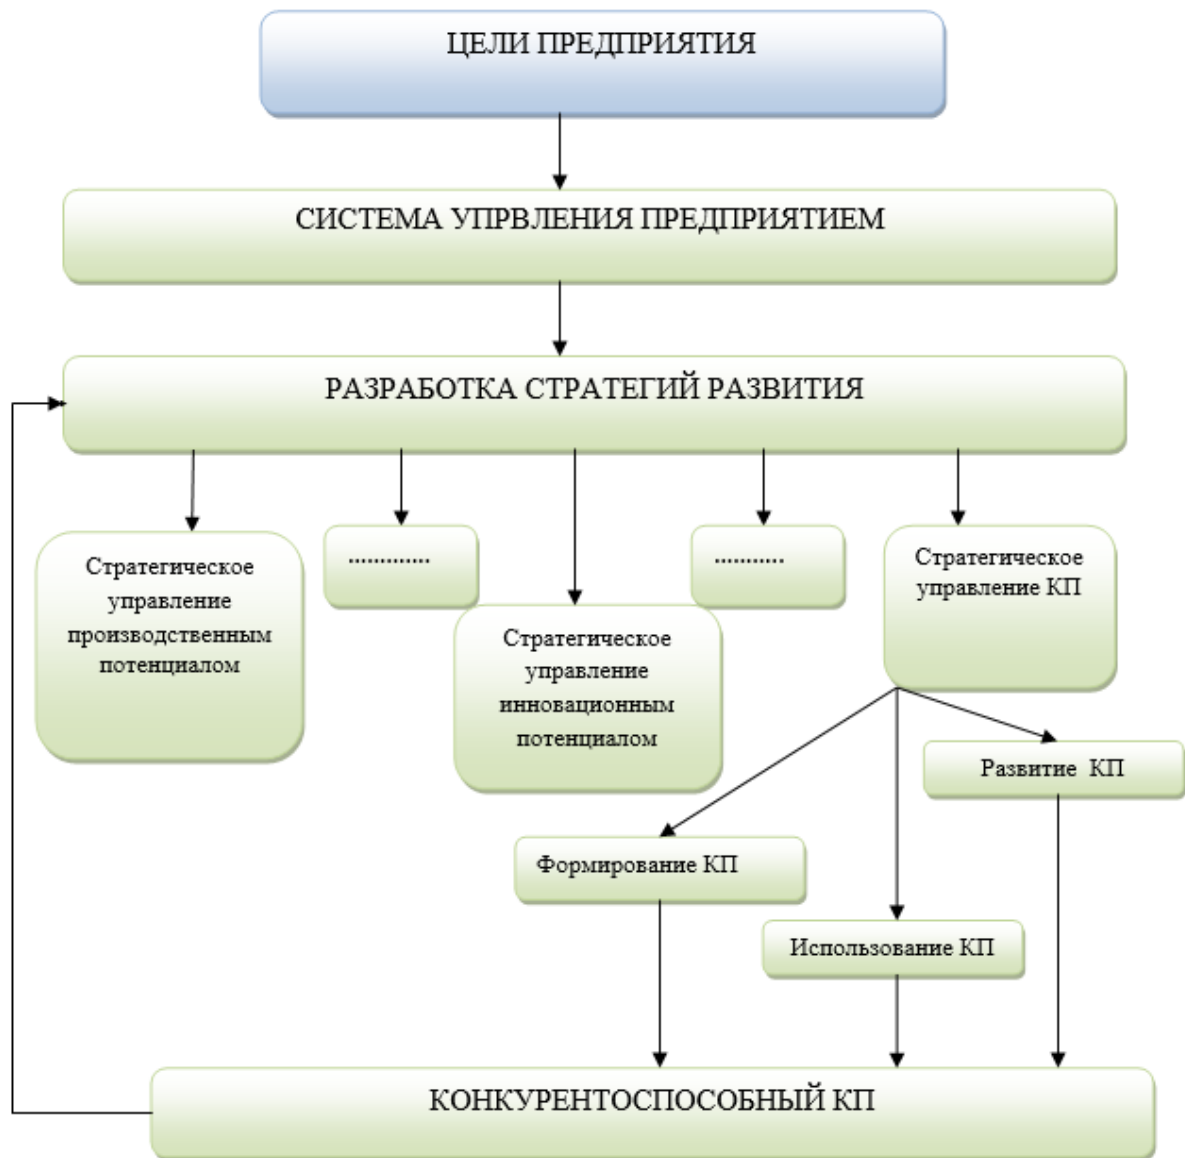 ЦЕЛИ ПРЕДПРИЯТИЯ
СИСТЕМА УПРВЛЕНИЯ ПРЕДПРИЯТИЕМ
РАЗРАБОТКА СТРАТЕГИЙ РАЗВИТИЯ
Стратегическое
управление
производственным
потенциалом
.............
Стратегическое
управление
инновационным
потенциалом
...........
Стратегическое
управление КП
Развитие КП
Формирование КП
Использование КП
КОНКУРЕНТОСПОСОБНЫЙ КП